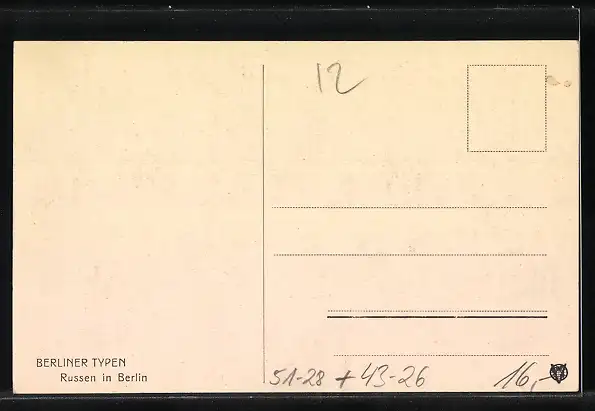 12
BERLINER TYPEN
Russen in Berlin
51-28 + 43-26
16,-